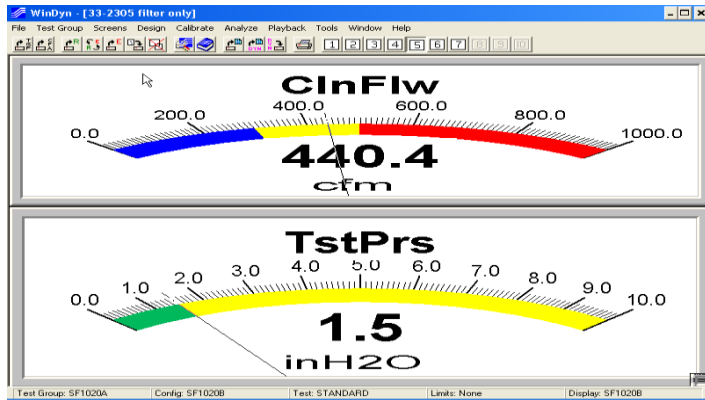 WinDyn - [33-2305 filter only]
File Test Group Screens Design Calibrate Analyze Playback Tools Window Help
1 2 3 4 5 6 7 8 9 10
ClnFlw
0.0 200.0 400.0 600.0 800.0 1000.0
440.4
cfm
TstPrs
0.0 1.0 2.0 3.0 4.0 5.0 6.0 7.0 8.0 9.0 10.0
1.5
inH2O
Test Group: SF1020A Config: SF1020B Test: STANDARD Limits: None Display: SF1020B